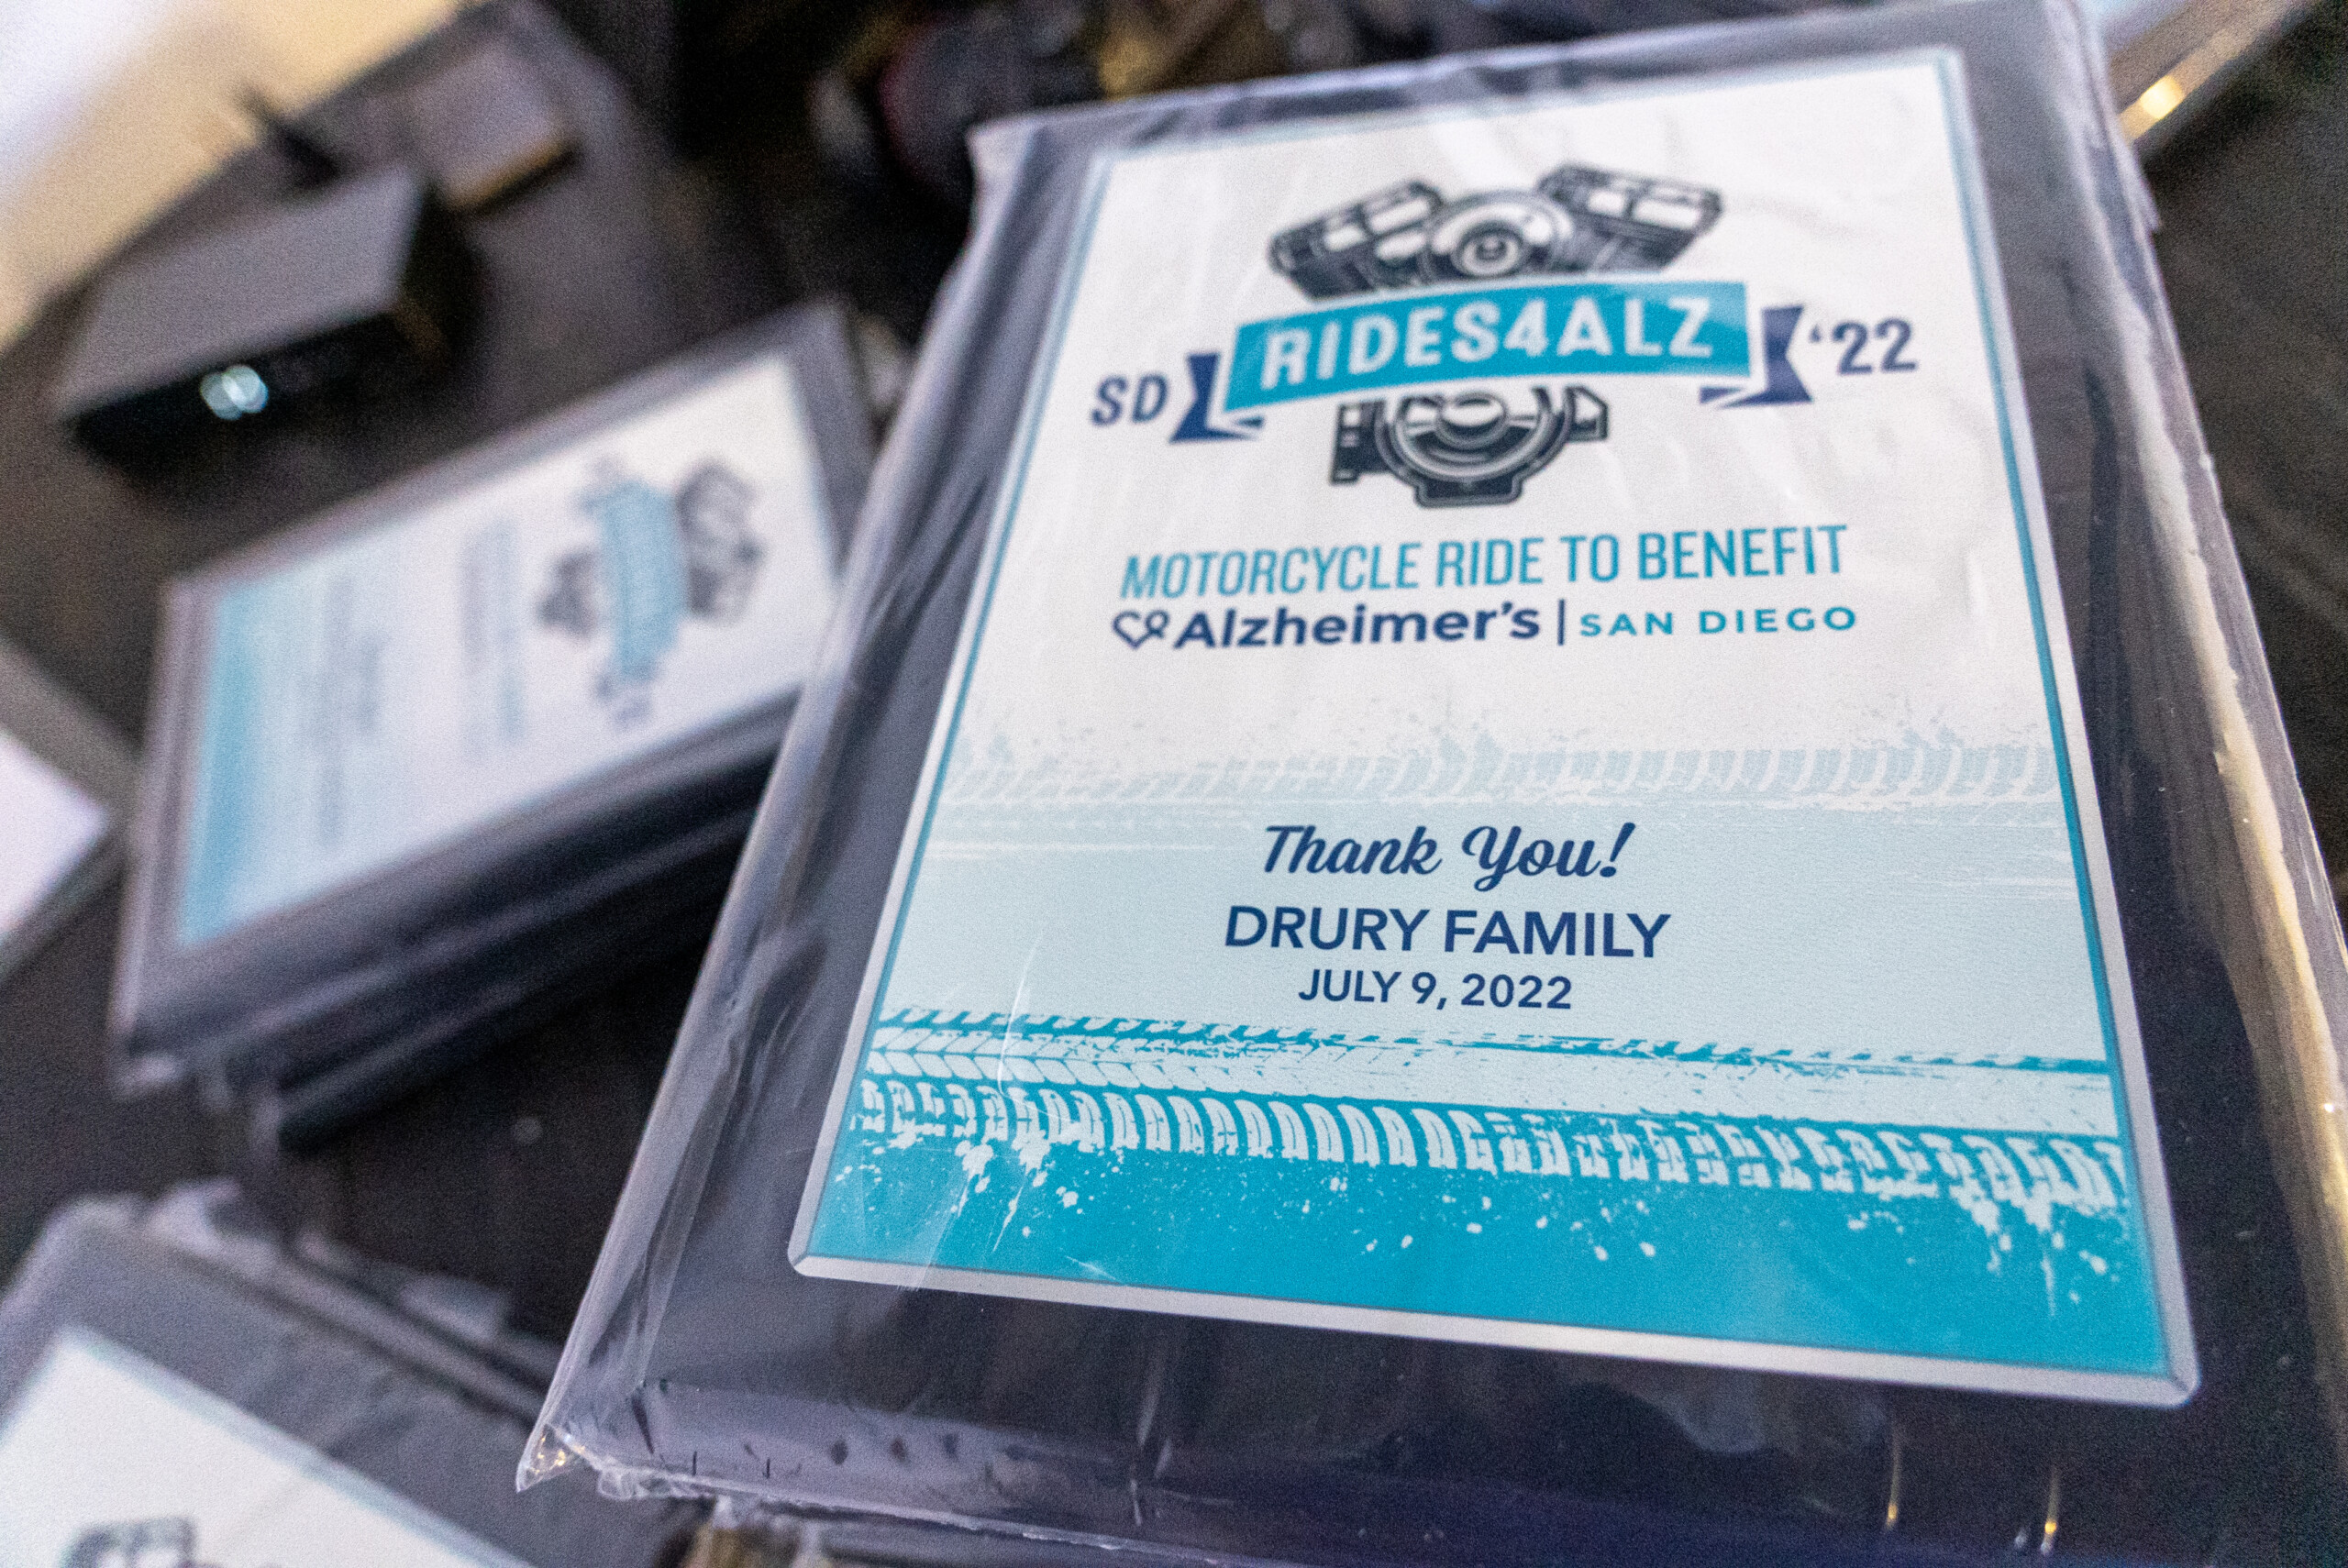 SD RIDES4ALZ ‘22
MOTORCYCLE RIDE TO BENEFIT
Alzheimer’s | SAN DIEGO
Thank You!
DRURY FAMILY
JULY 9, 2022